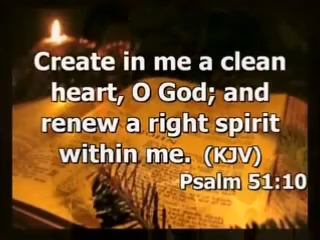 Create in me a clean
heart, O God; and
renew a right spirit
within me. (KJV)
Psalm 51:10